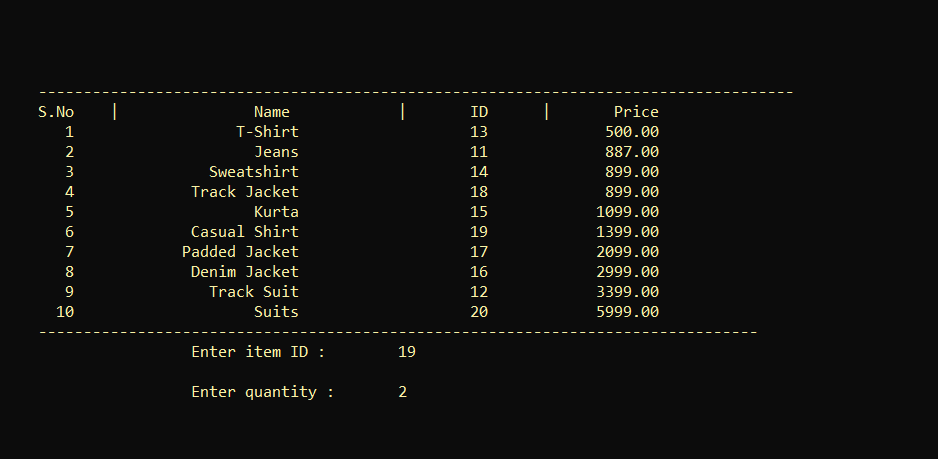 ------------------------------------------------------------------------------------
S.No    |               Name            |       ID      |       Price
1                  T-Shirt                   13             500.00
2                    Jeans                   11             887.00
3               Sweatshirt                   14             899.00
4             Track Jacket                   18             899.00
5                    Kurta                   15            1099.00
6             Casual Shirt                   19            1399.00
7            Padded Jacket                   17            2099.00
8             Denim Jacket                   16            2999.00
9               Track Suit                   12            3399.00
10                   Suits                   20            5999.00
--------------------------------------------------------------------------------
Enter item ID :        19
Enter quantity :       2